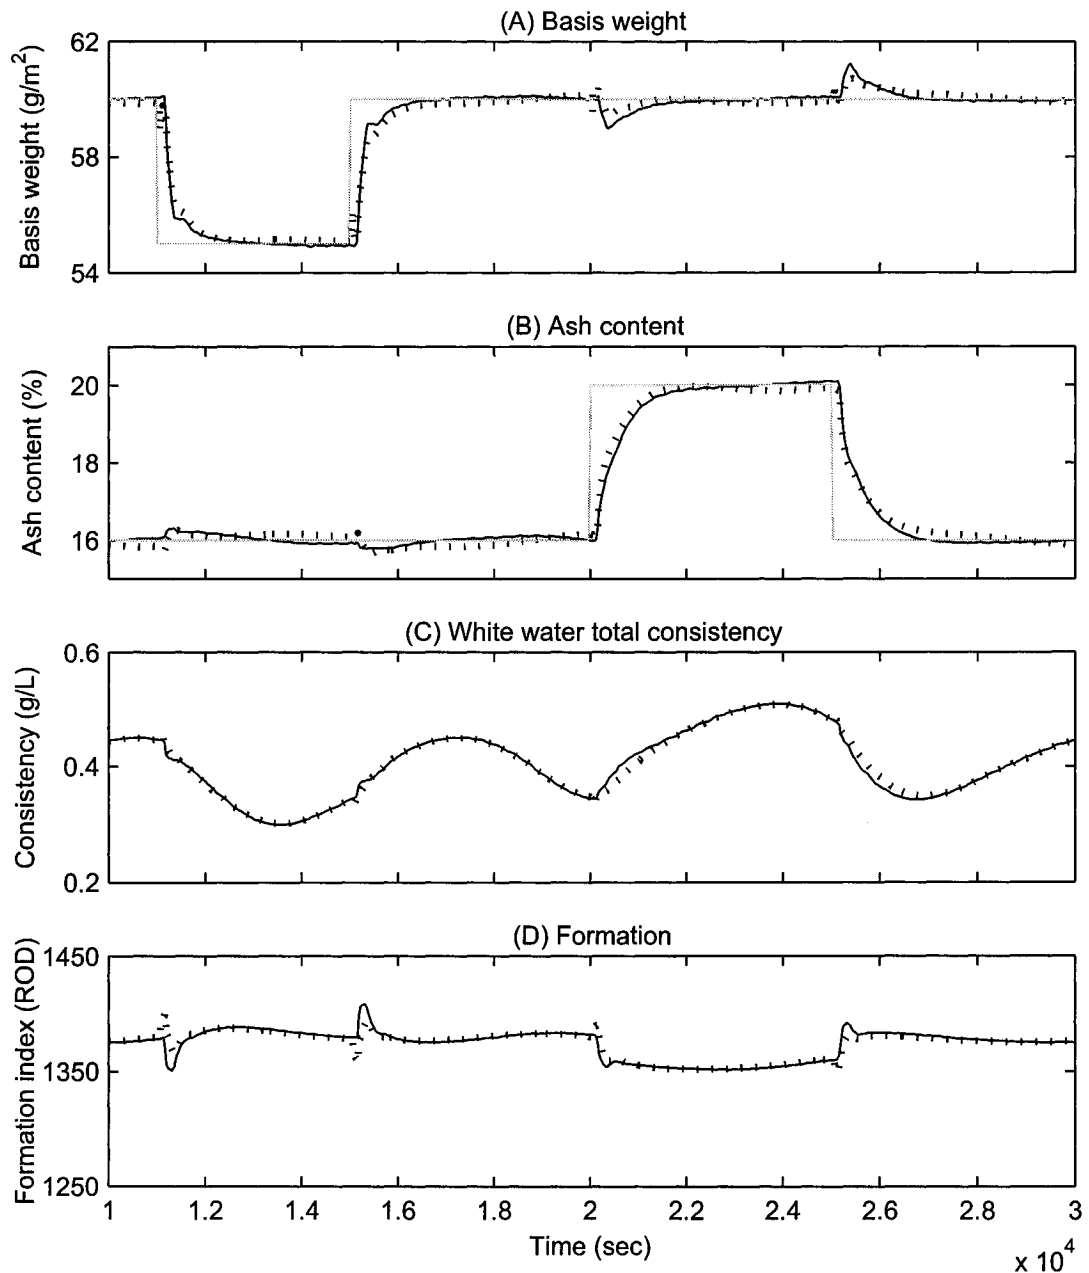 (A) Basis weight
62
58
54
Basis weight (g/m²)
(B) Ash content
20
18
16
Ash content (%)
(C) White water total consistency
0.6
0.4
0.2
Consistency (g/L)
(D) Formation
1450
1350
1250
Formation index (ROD)
1 1.2 1.4 1.6 1.8 2 2.2 2.4 2.6 2.8 3
Time (sec)
x 10⁴